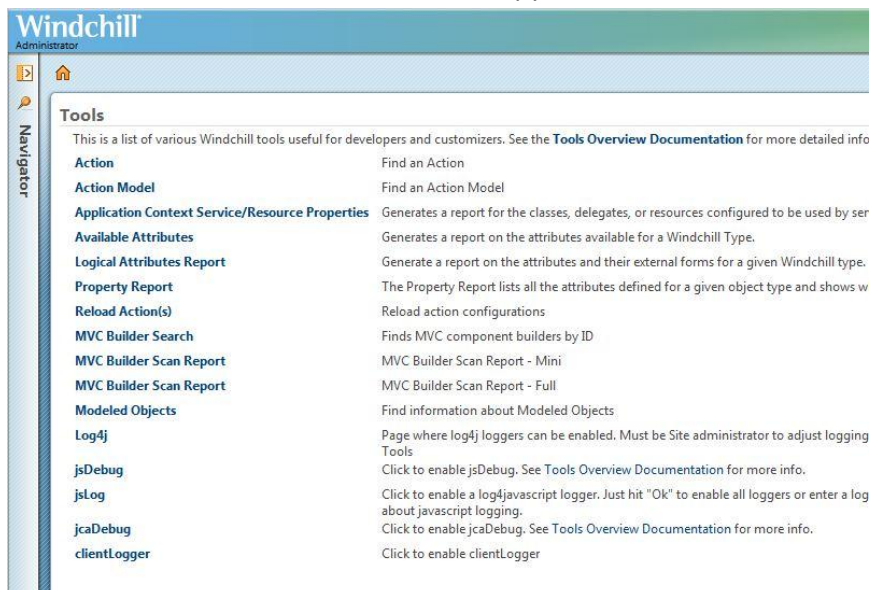 Windchill
Administrator
Navigator
Tools
This is a list of various Windchill tools useful for developers and customizers. See the Tools Overview Documentation for more detailed info
Action Find an Action
Action Model Find an Action Model
Application Context Service/Resource Properties Generates a report for the classes, delegates, or resources configured to be used by ser
Available Attributes Generates a report on the attributes available for a Windchill Type.
Logical Attributes Report Generate a report on the attributes and their external forms for a given Windchill type.
Property Report The Property Report lists all the attributes defined for a given object type and shows w
Reload Action(s) Reload action configurations
MVC Builder Search Finds MVC component builders by ID
MVC Builder Scan Report MVC Builder Scan Report - Mini
MVC Builder Scan Report MVC Builder Scan Report - Full
Modeled Objects Find information about Modeled Objects
Log4j Page where log4j loggers can be enabled. Must be Site administrator to adjust logging
Tools
jsDebug Click to enable jsDebug. See Tools Overview Documentation for more info.
jsLog Click to enable a log4javascript logger. Just hit "Ok" to enable all loggers or enter a log
about javascript logging.
jcaDebug Click to enable jcaDebug. See Tools Overview Documentation for more info.
clientLogger Click to enable clientLogger